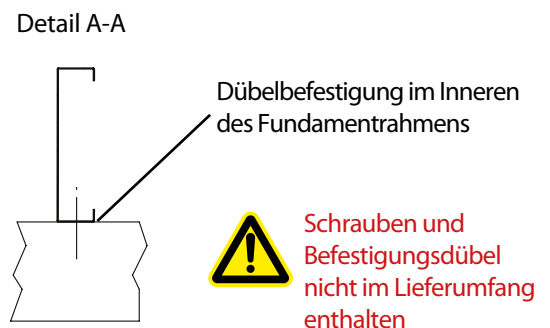 Detail A-A
Dübelbefestigung im Inneren
des Fundamentrahmens
Schrauben und
Befestigungsdübel
nicht im Lieferumfang
enthalten